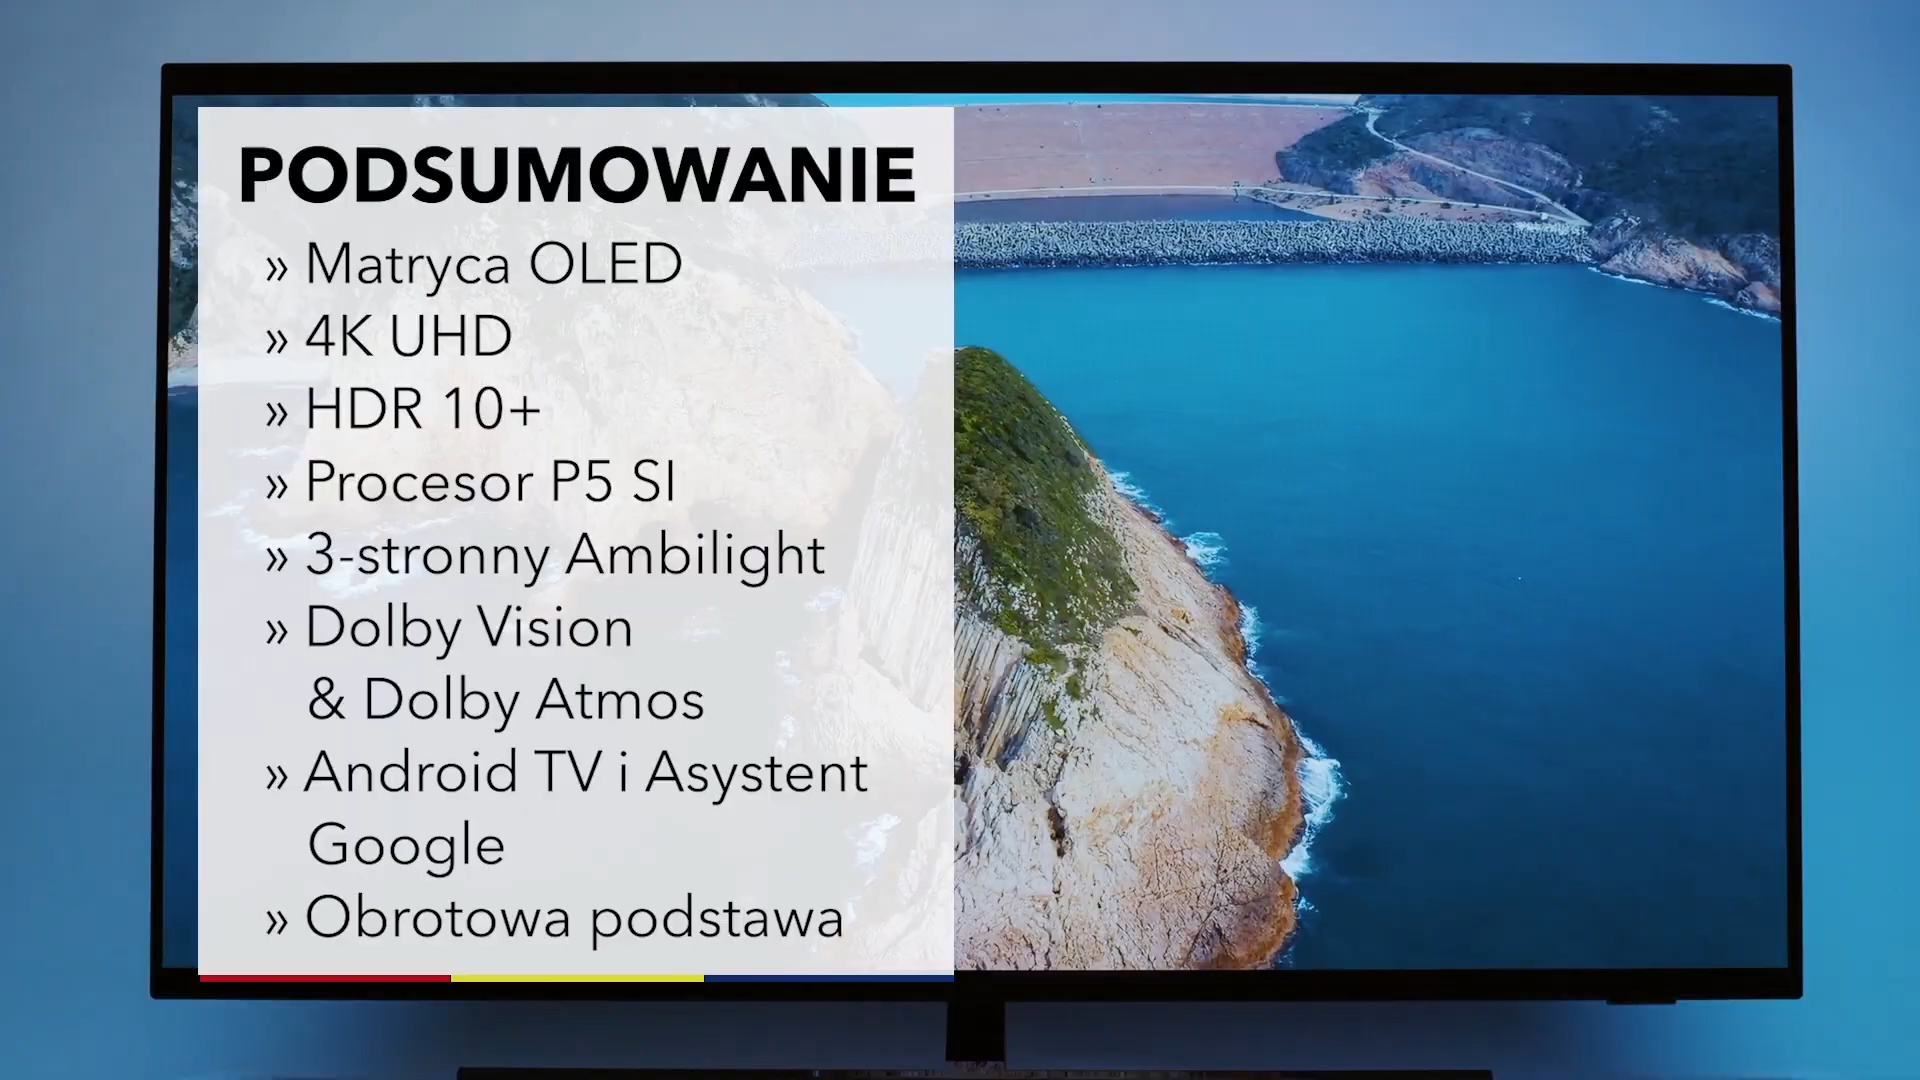 PODSUMOWANIE
» Matryca OLED
» 4K UHD
» HDR 10+
» Procesor P5 SI
» 3-stronny Ambilight
» Dolby Vision
& Dolby Atmos
» Android TV i Asystent
Google
» Obrotowa podstawa